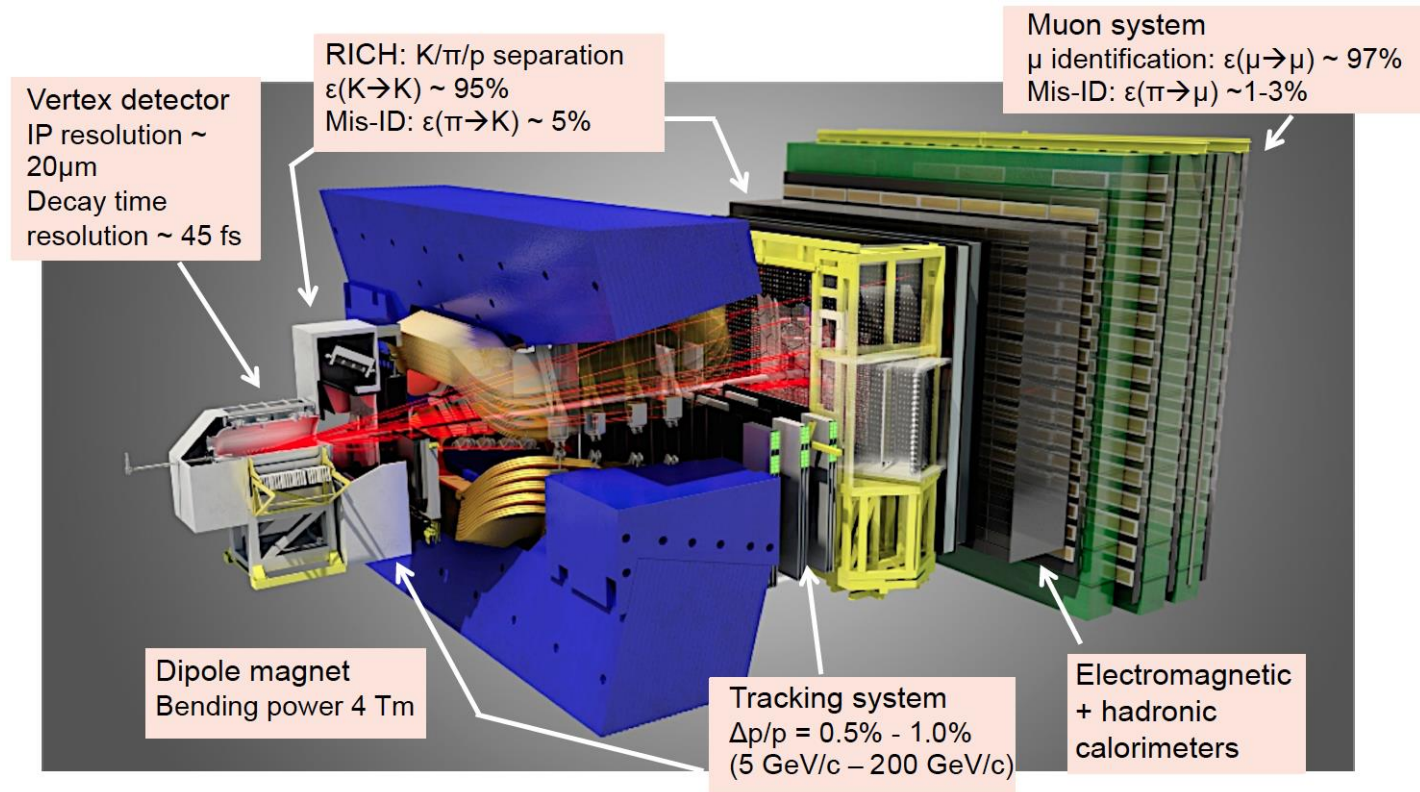 Vertex detector
IP resolution ~
20μm
Decay time
resolution ~ 45 fs
RICH: K/π/p separation
ε(K→K) ~ 95%
Mis-ID: ε(π→K) ~ 5%
Muon system
μ identification: ε(μ→μ) ~ 97%
Mis-ID: ε(π→μ) ~1-3%
Dipole magnet
Bending power 4 Tm
Tracking system
Δp/p = 0.5% - 1.0%
(5 GeV/c – 200 GeV/c)
Electromagnetic
+ hadronic
calorimeters